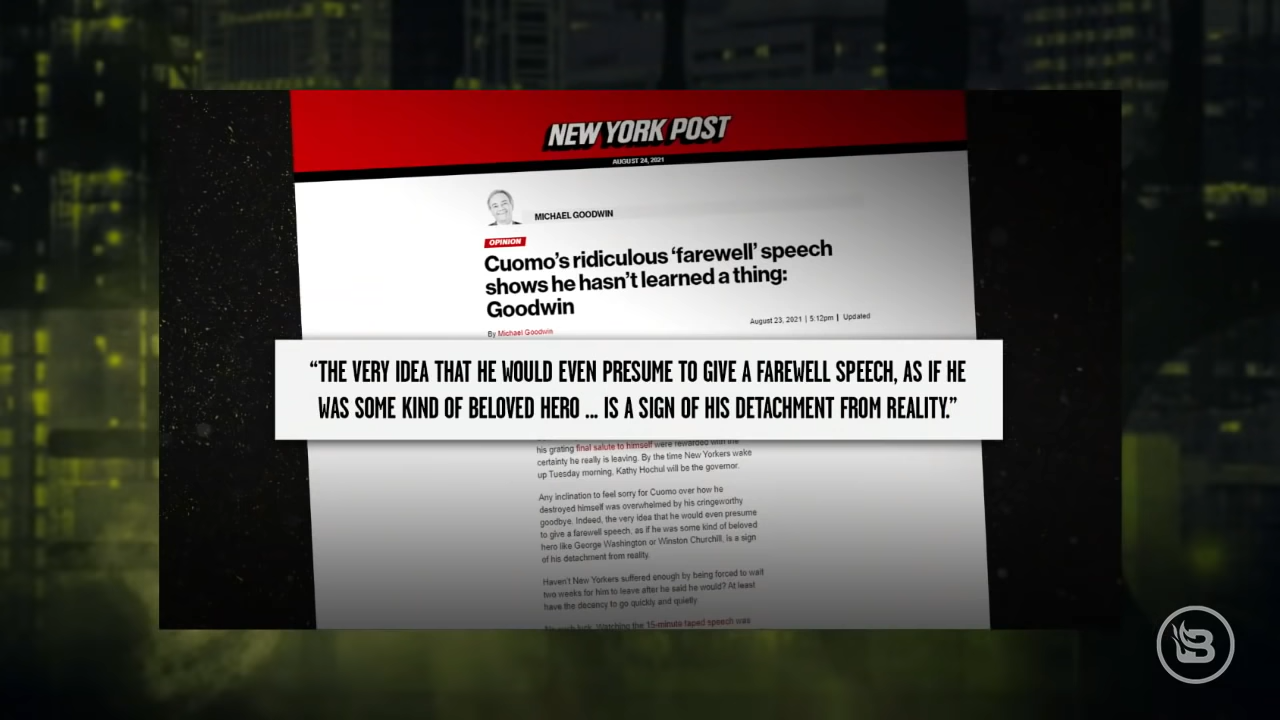 NEW YORK POST
AUGUST 24, 2021
MICHAEL GOODWIN
OPINION
Cuomo's ridiculous 'farewell' speech
shows he hasn't learned a thing:
Goodwin
August 23, 2021 | 5:12pm | Updated
By Michael Goodwin
"THE VERY IDEA THAT HE WOULD EVEN PRESUME TO GIVE A FAREWELL SPEECH, AS IF HE
WAS SOME KIND OF BELOVED HERO ... IS A SIGN OF HIS DETACHMENT FROM REALITY."
his grating final salute to himself were rewarded with the
certainty he really is leaving. By the time New Yorkers wake
up Tuesday morning, Kathy Hochul will be the governor.
Any inclination to feel sorry for Cuomo over how he
destroyed himself was overwhelmed by his cringeworthy
goodbye. Indeed, the very idea that he would even presume
to give a farewell speech, as if he was some kind of beloved
hero like George Washington or Winston Churchill, is a sign
of his detachment from reality.
Haven't New Yorkers suffered enough by being forced to wait
two weeks for him to leave after he said he would? At least
have the decency to go quickly and quietly.
Watching the 15-minute taped speech was
B